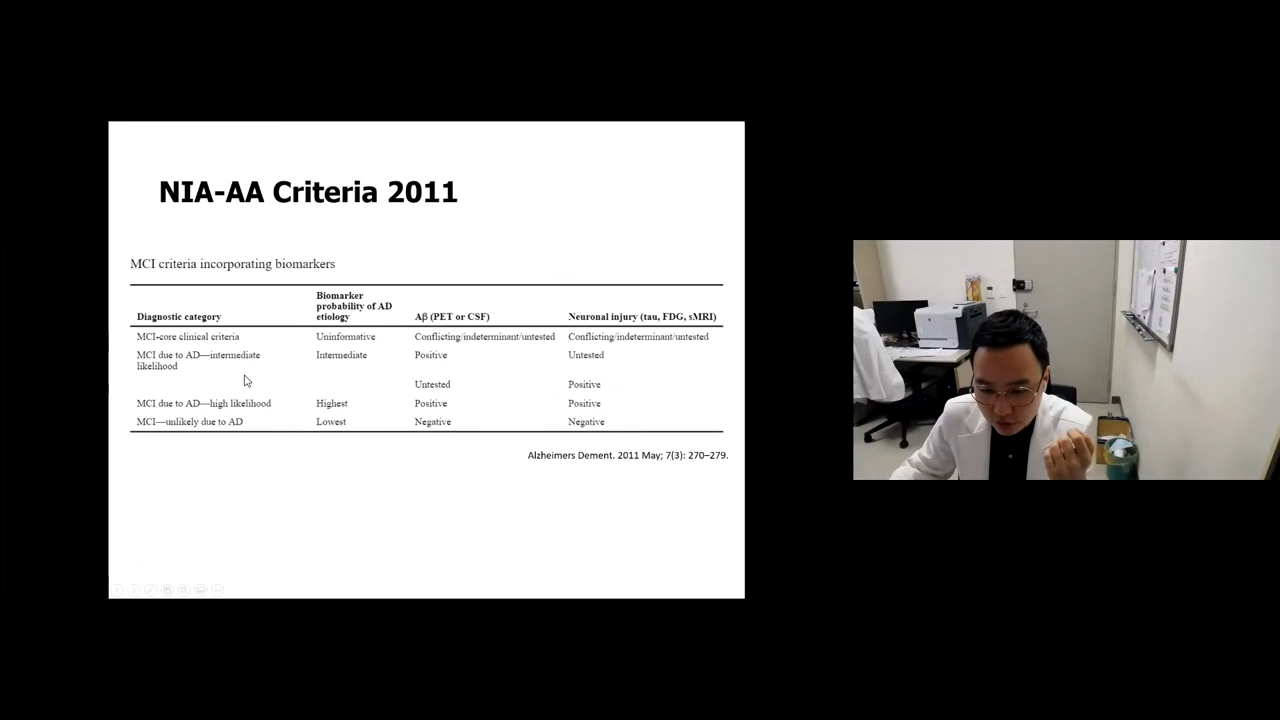 NIA-AA Criteria 2011
MCI criteria incorporating biomarkers
Diagnostic category	Biomarker probability of AD etiology	Aβ (PET or CSF)	Neuronal injury (tau, FDG, sMRI)
MCI-core clinical criteria	Uninformative	Conflicting/indeterminant/untested	Conflicting/indeterminant/untested
MCI due to AD—intermediate likelihood	Intermediate	Positive	Untested
Untested	Positive
MCI due to AD—high likelihood	Highest	Positive	Positive
MCI—unlikely due to AD	Lowest	Negative	Negative
Alzheimers Dement. 2011 May; 7(3): 270–279.